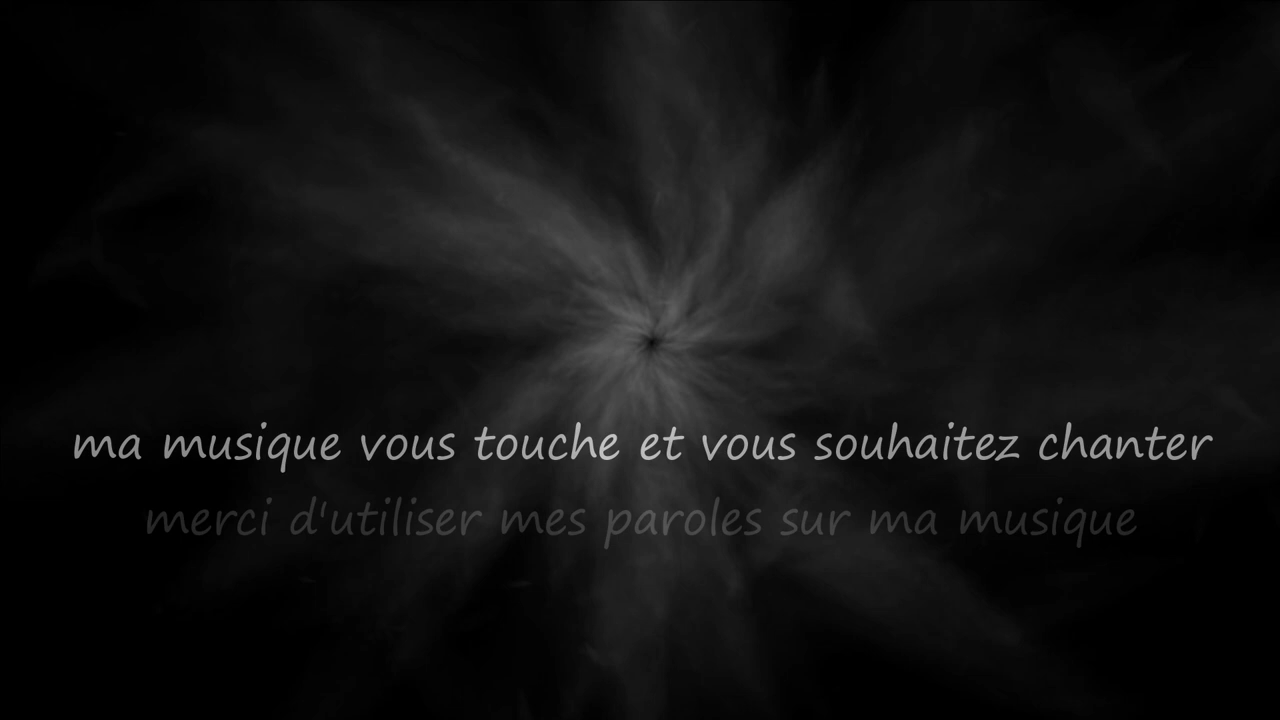 ma musique vous touche et vous souhaitez chanter
merci d'utiliser mes paroles sur ma musique